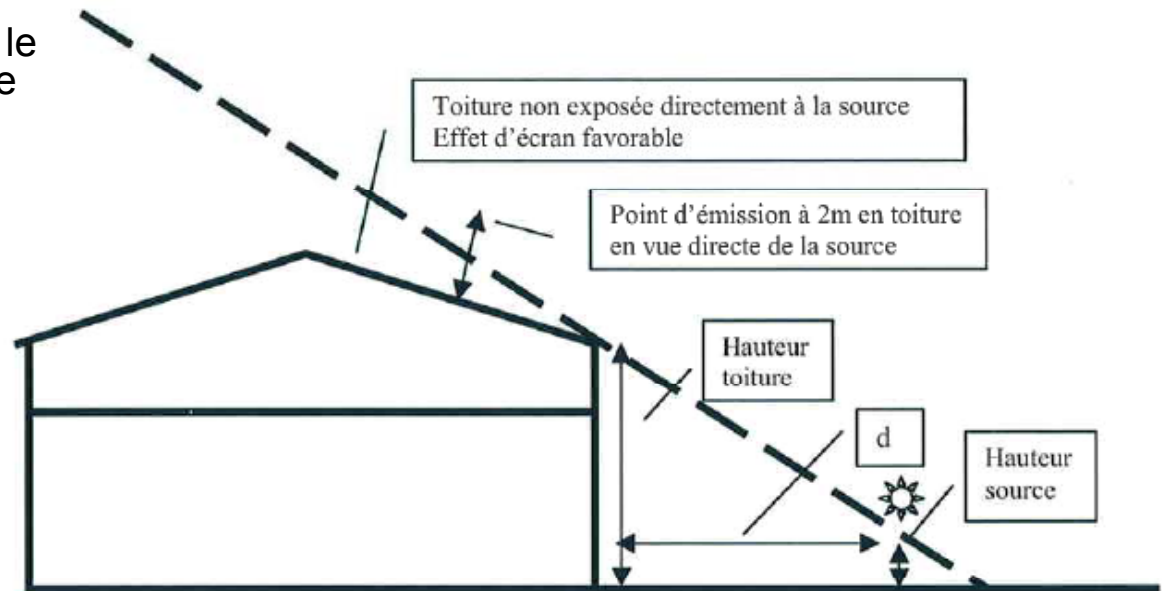 le
e
Toiture non exposée directement à la source
Effet d'écran favorable
Point d'émission à 2m en toiture
en vue directe de la source
Hauteur
toiture
d
Hauteur
source